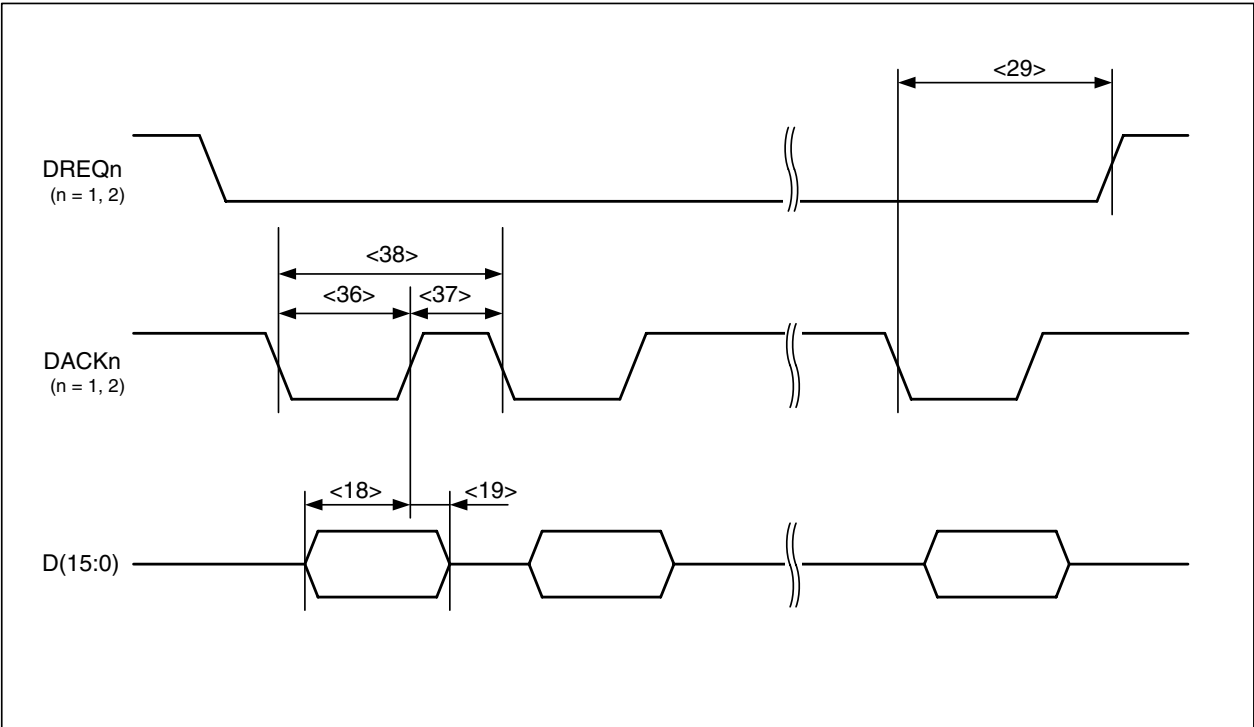 <29>
DREQn
(n = 1, 2)
<38>
<36>
<37>
DACKn
(n = 1, 2)
<18>
<19>
D(15:0)